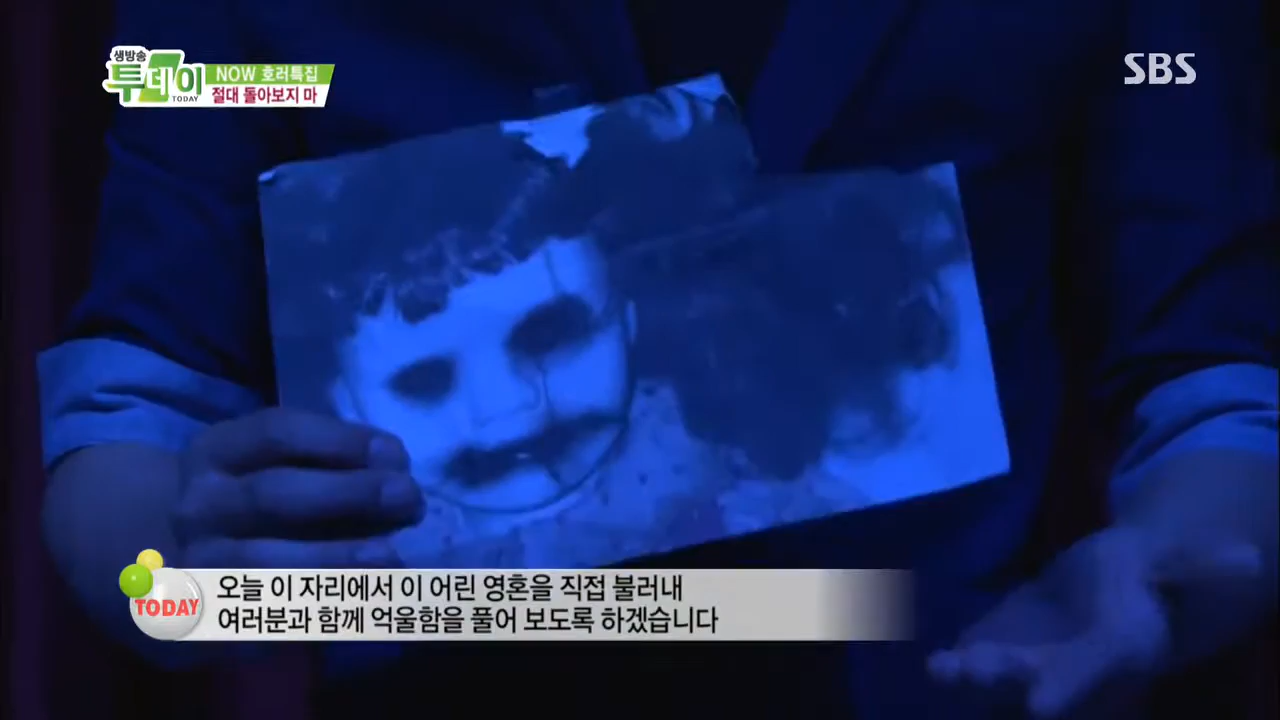 생방송
투데이
TODAY
NOW 호러특집
절대 돌아보지 마
SBS
TODAY
오늘 이 자리에서 이 어린 영혼을 직접 불러내
여러분과 함께 억울함을 풀어 보도록 하겠습니다